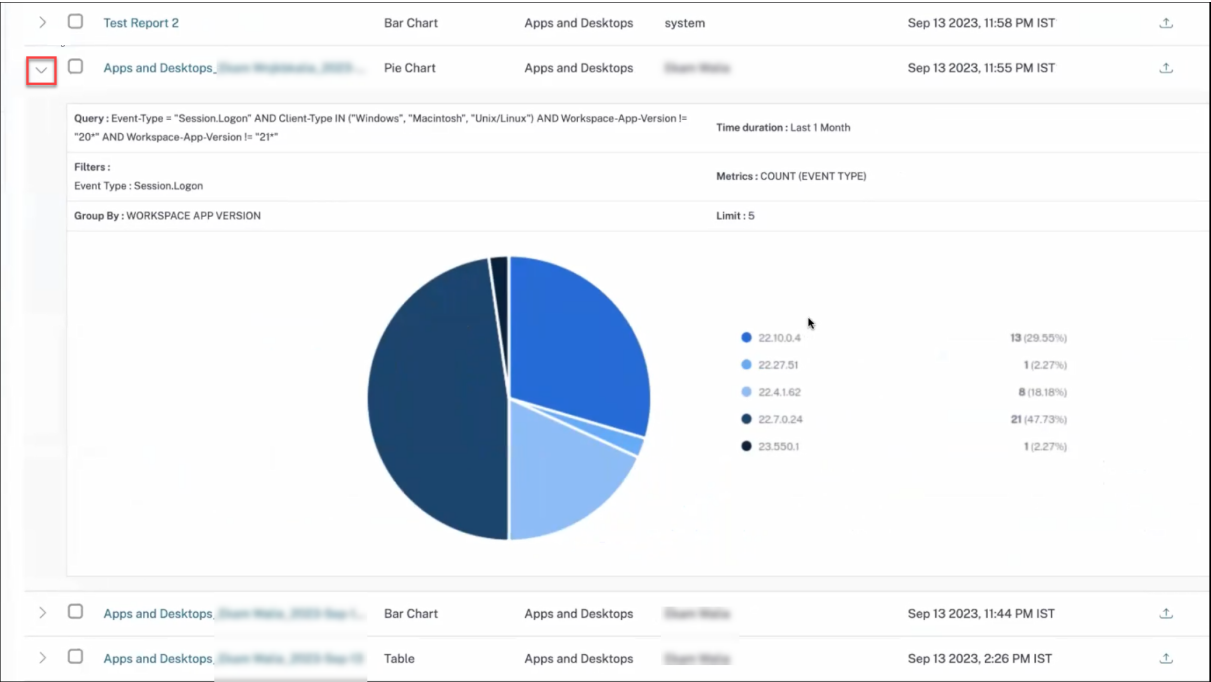 Test Report 2 Bar Chart Apps and Desktops system Sep 13 2023, 11:58 PM IST
Apps and Desktops_ Pie Chart Apps and Desktops Sep 13 2023, 11:55 PM IST
Query : Event-Type = "Session.Logon" AND Client-Type IN ("Windows", "Macintosh", "Unix/Linux") AND Workspace-App-Version !=
"20*" AND Workspace-App-Version != "21*"
Time duration : Last 1 Month
Filters :
Event Type : Session.Logon
Metrics : COUNT (EVENT TYPE)
Group By : WORKSPACE APP VERSION Limit : 5
22.10.0.4 13 (29.55%)
22.27.51 1 (2.27%)
22.4.1.62 8 (18.18%)
22.7.0.24 21 (47.73%)
23.550.1 1 (2.27%)
Apps and Desktops_ Bar Chart Apps and Desktops Sep 13 2023, 11:44 PM IST
Apps and Desktops_ Table Apps and Desktops Sep 13 2023, 2:26 PM IST